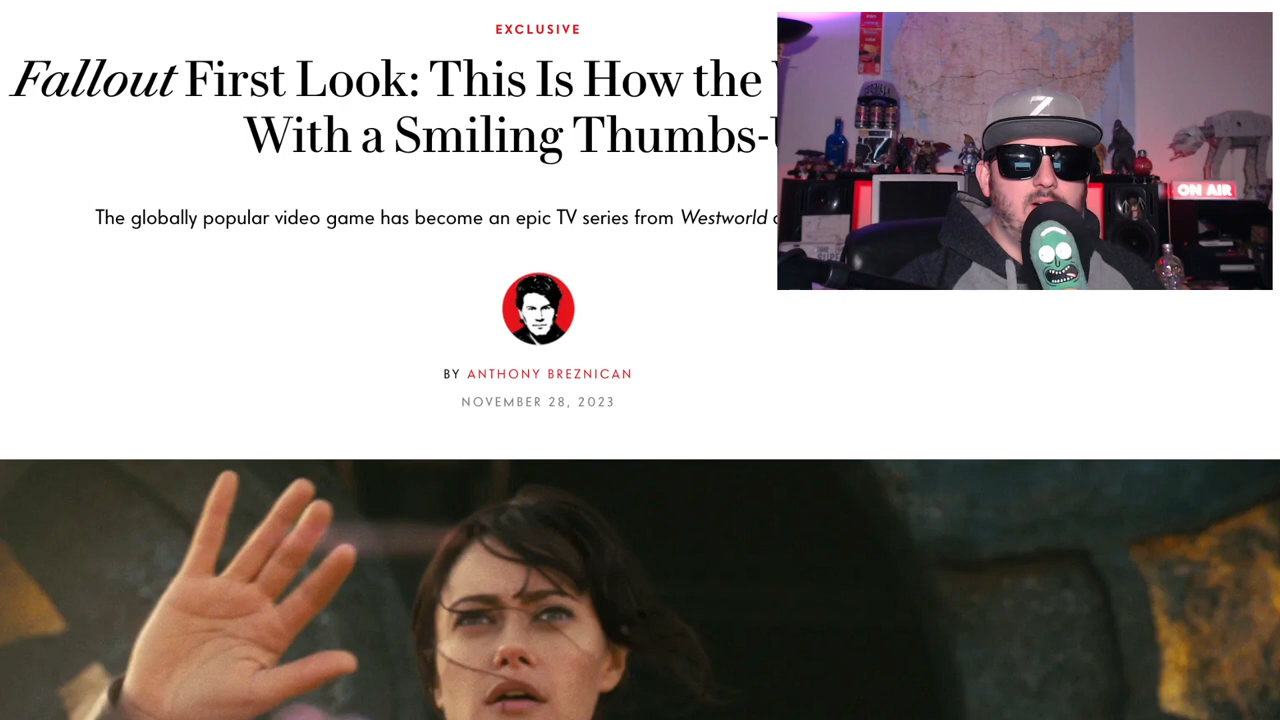 EXCLUSIVE
Fallout First Look: This Is How the
With a Smiling Thumbs-
The globally popular video game has become an epic TV series from Westworld
BY ANTHONY BREZNICAN
NOVEMBER 28, 2023
Z
ON AIR